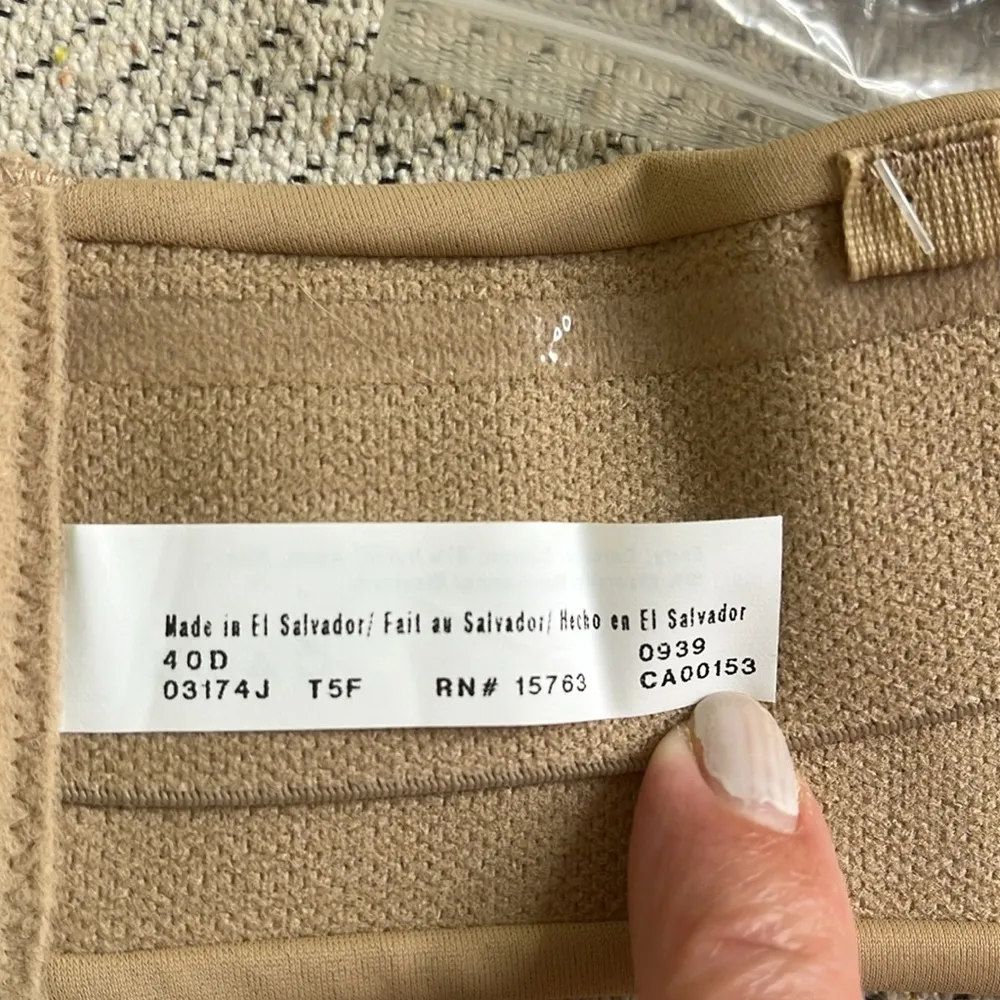 Made in El Salvador/ Fait au Salvador/ Hecho en El Salvador
40D 0939
03174J T5F RN# 15763 CA00153